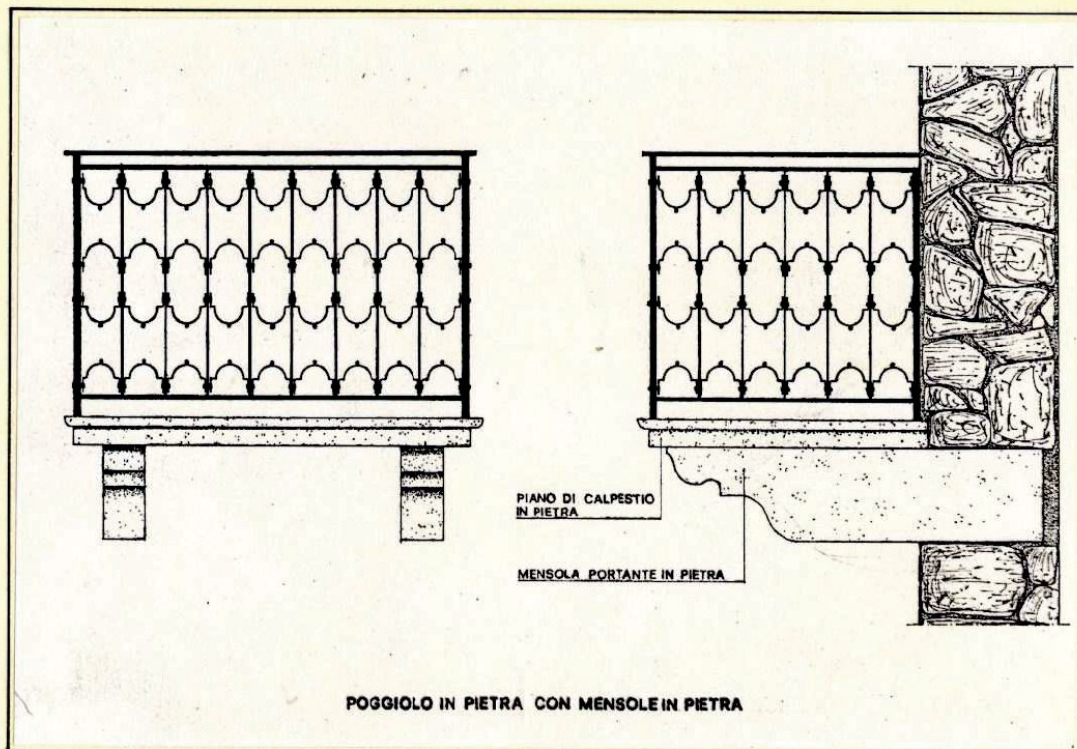 PIANO DI CALPESTIO
IN PIETRA
MENSOLA PORTANTE IN PIETRA
POGGIOLO IN PIETRA CON MENSOLE IN PIETRA